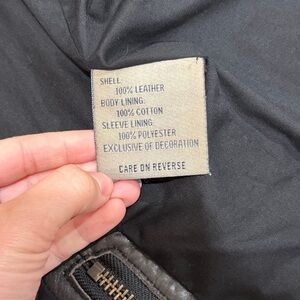 SHELL
100% LEATHER
BODY LINING:
100% COTTON
SLEEVE LINING:
100% POLYESTER
EXCLUSIVE OF DECORATION
CARE ON REVERSE